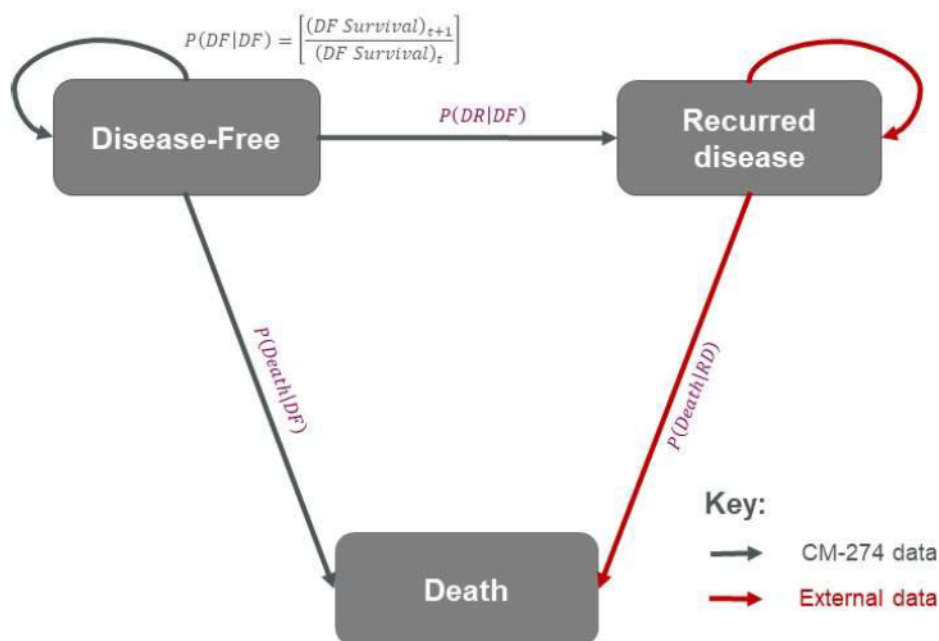 P(DF|DF) = [(DF Survival)t+1 / (DF Survival)t]
Disease-Free
P(DR|DF)
Recurred
disease
P(Death|DF)
P(Death|RD)
Death
Key:
CM-274 data
External data